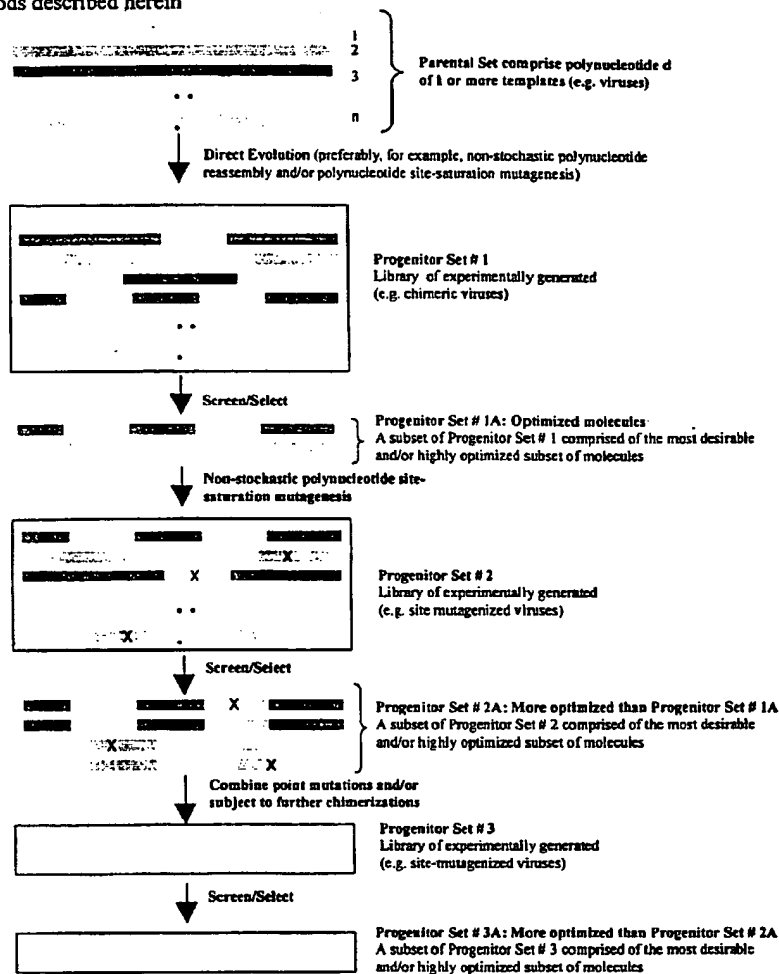 ods described herein
1
2
3
n
Parental Set comprise polynucleotide d
of 1 or more templates (e.g. viruses)
Direct Evolution (preferably, for example, non-stochastic polynucleotide
reassembly and/or polynucleotide site-saturation mutagenesis)
Progenitor Set # 1
Library of experimentally generated
(e.g. chimeric viruses)
Screen/Select
Progenitor Set # 1A: Optimized molecules
A subset of Progenitor Set # 1 comprised of the most desirable
and/or highly optimized subset of molecules
Non-stochastic polynucleotide site-
saturation mutagenesis
X
X
X
Progenitor Set # 2
Library of experimentally generated
(e.g. site mutagenized viruses)
Screen/Select
X
X
X
Progenitor Set # 2A: More optimized than Progenitor Set # 1A
A subset of Progenitor Set # 2 comprised of the most desirable
and/or highly optimized subset of molecules
Combine point mutations and/or
subject to further chimerizations
Progenitor Set # 3
Library of experimentally generated
(e.g. site-mutagenized viruses)
Screen/Select
Progenitor Set # 3A: More optimized than Progenitor Set # 2A
A subset of Progenitor Set # 3 comprised of the most desirable
and/or highly optimized subset of molecules